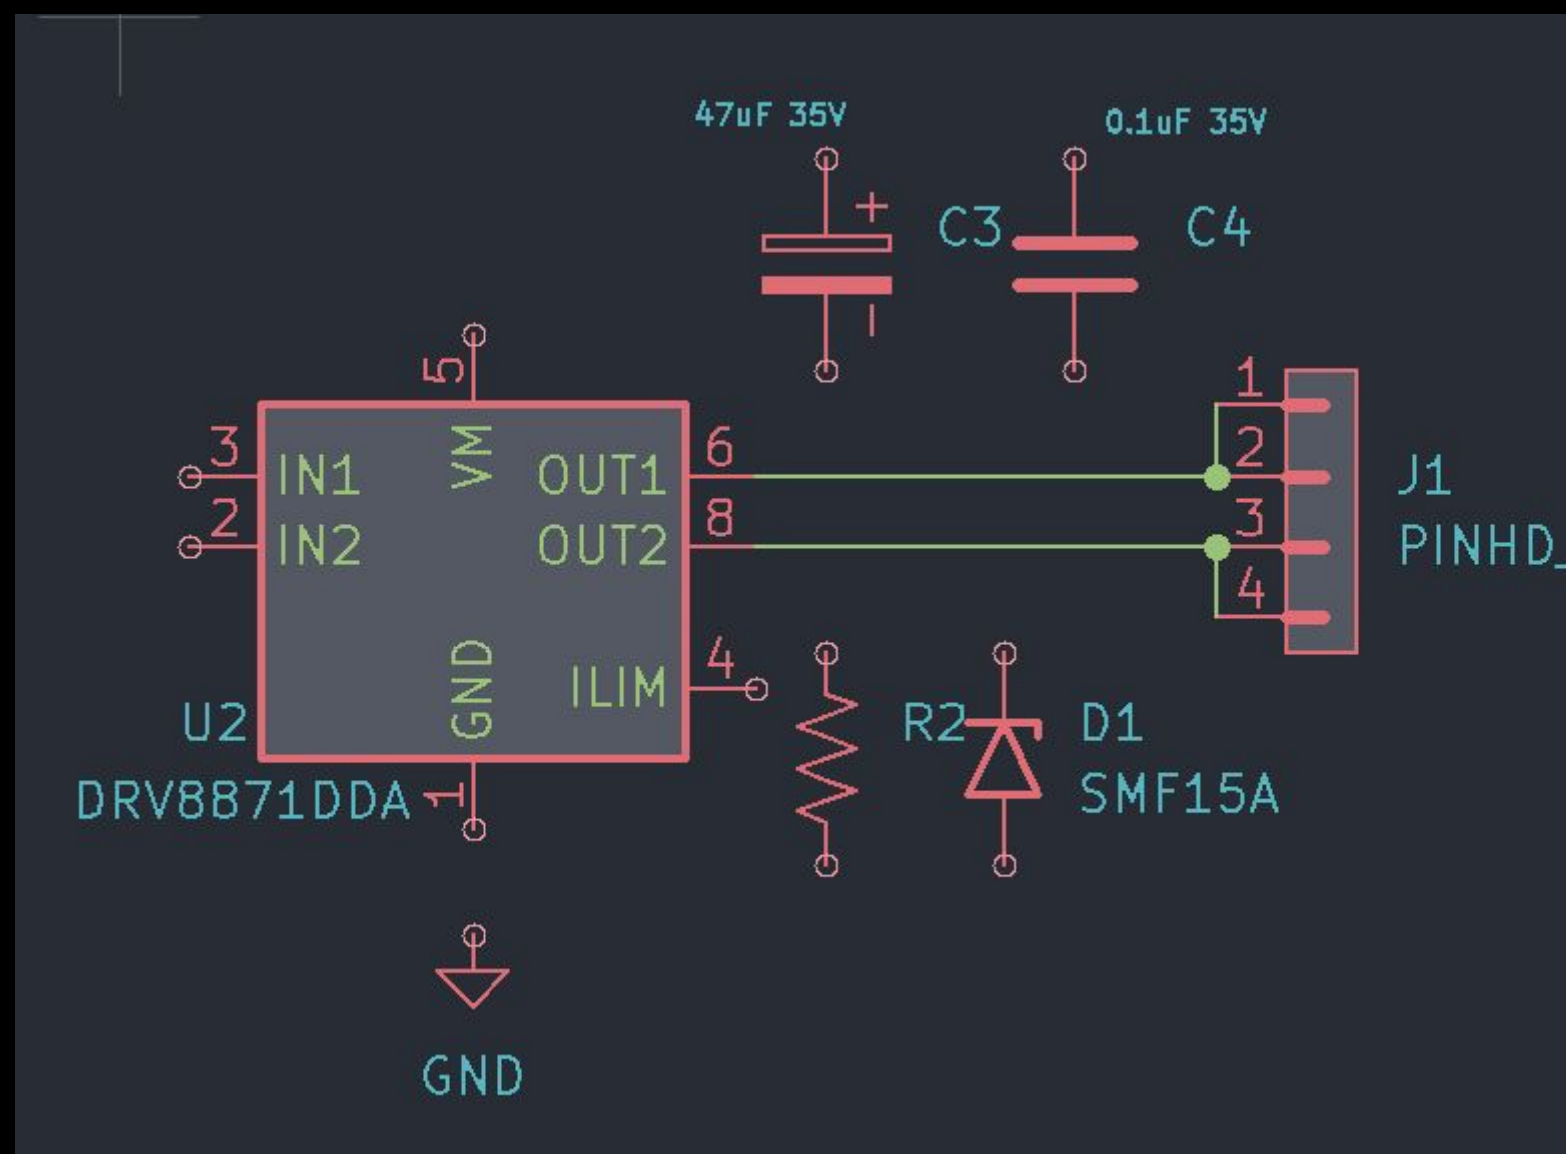 47uF 35V
0.1uF 35V
+
C3
C4
-
5
1
3
IN1
VM
OUT1
6
2
J1
2
IN2
OUT2
8
3
PINHD_
4
GND
ILIM
4
U2
R2
D1
DRV8871DDA
1
SMF15A
GND